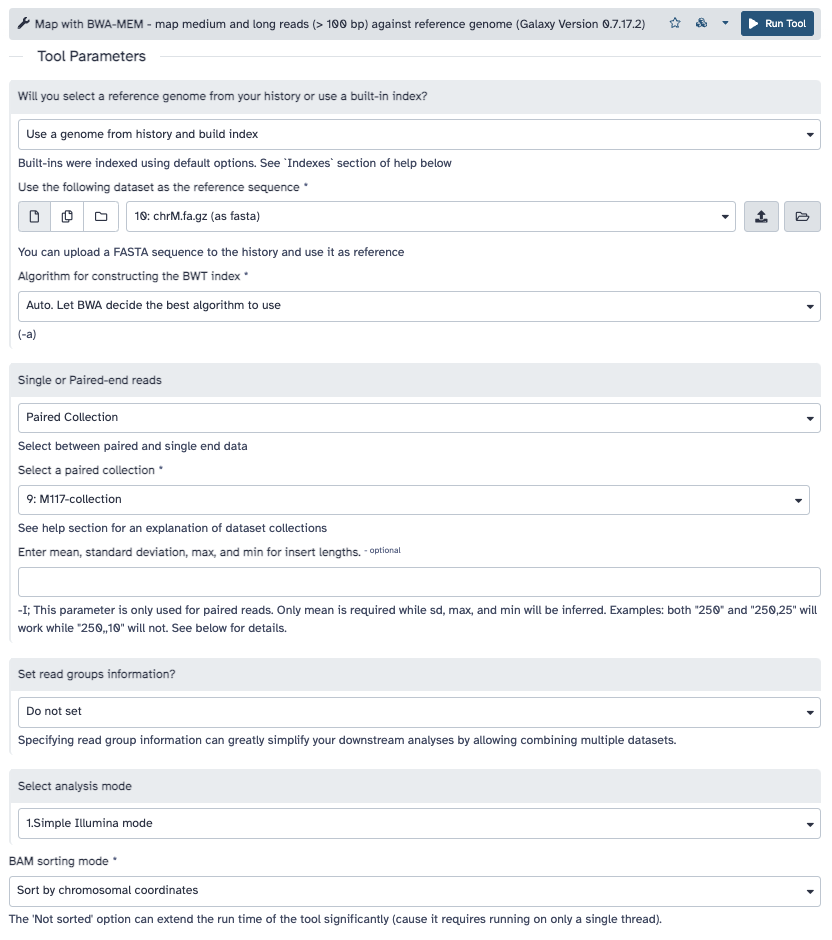 Map with BWA-MEM - map medium and long reads (> 100 bp) against reference genome (Galaxy Version 0.7.17.2)
Run Tool
Tool Parameters
Will you select a reference genome from your history or use a built-in index?
Use a genome from history and build index
Built-ins were indexed using default options. See `Indexes` section of help below
Use the following dataset as the reference sequence *
10: chrM.fa.gz (as fasta)
You can upload a FASTA sequence to the history and use it as reference
Algorithm for constructing the BWT index *
Auto. Let BWA decide the best algorithm to use
(-a)
Single or Paired-end reads
Paired Collection
Select between paired and single end data
Select a paired collection *
9: M117-collection
See help section for an explanation of dataset collections
Enter mean, standard deviation, max, and min for insert lengths. - optional
-I; This parameter is only used for paired reads. Only mean is required while sd, max, and min will be inferred. Examples: both "250" and "250,25" will
work while "250,,10" will not. See below for details.
Set read groups information?
Do not set
Specifying read group information can greatly simplify your downstream analyses by allowing combining multiple datasets.
Select analysis mode
1.Simple Illumina mode
BAM sorting mode *
Sort by chromosomal coordinates
The 'Not sorted' option can extend the run time of the tool significantly (cause it requires running on only a single thread).